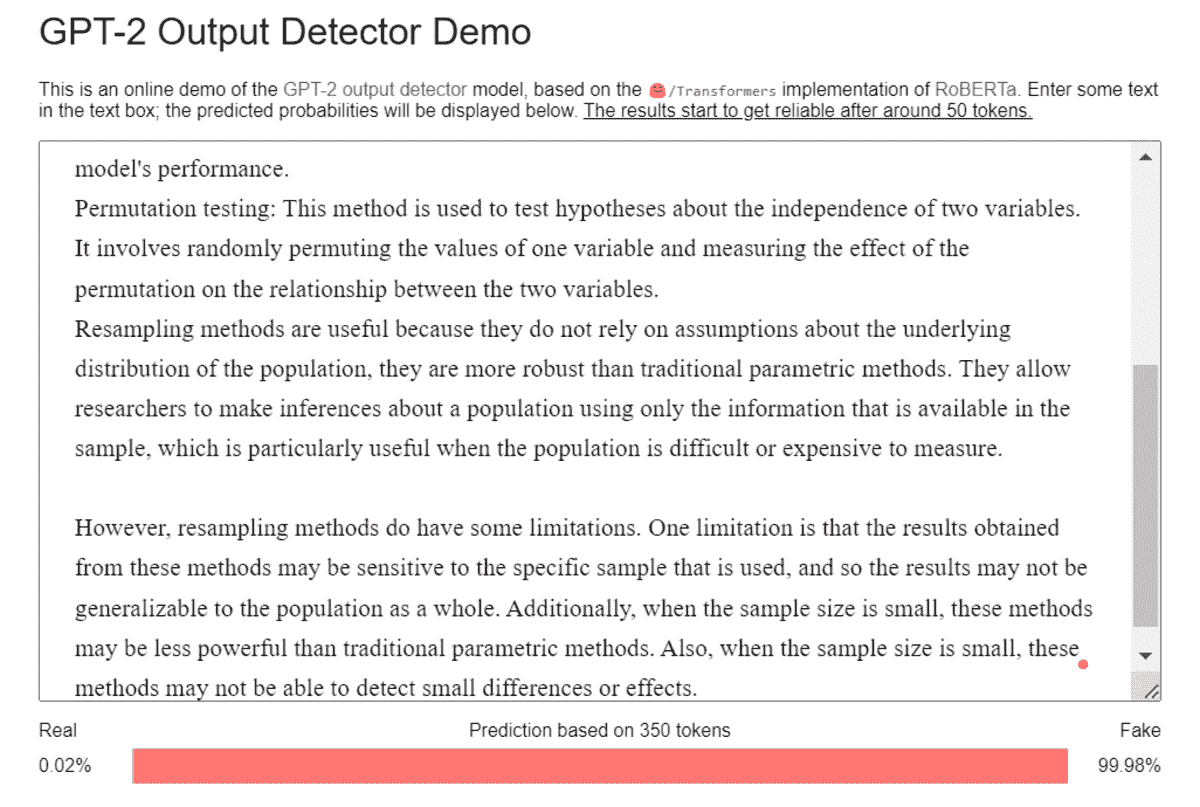 GPT-2 Output Detector Demo
This is an online demo of the GPT-2 output detector model, based on the 🤗/Transformers implementation of RoBERTa. Enter some text
in the text box; the predicted probabilities will be displayed below. The results start to get reliable after around 50 tokens.
model's performance.
Permutation testing: This method is used to test hypotheses about the independence of two variables.
It involves randomly permuting the values of one variable and measuring the effect of the
permutation on the relationship between the two variables.
Resampling methods are useful because they do not rely on assumptions about the underlying
distribution of the population, they are more robust than traditional parametric methods. They allow
researchers to make inferences about a population using only the information that is available in the
sample, which is particularly useful when the population is difficult or expensive to measure.
However, resampling methods do have some limitations. One limitation is that the results obtained
from these methods may be sensitive to the specific sample that is used, and so the results may not be
generalizable to the population as a whole. Additionally, when the sample size is small, these methods
may be less powerful than traditional parametric methods. Also, when the sample size is small, these
methods may not be able to detect small differences or effects.
Real Prediction based on 350 tokens Fake
0.02% 99.98%